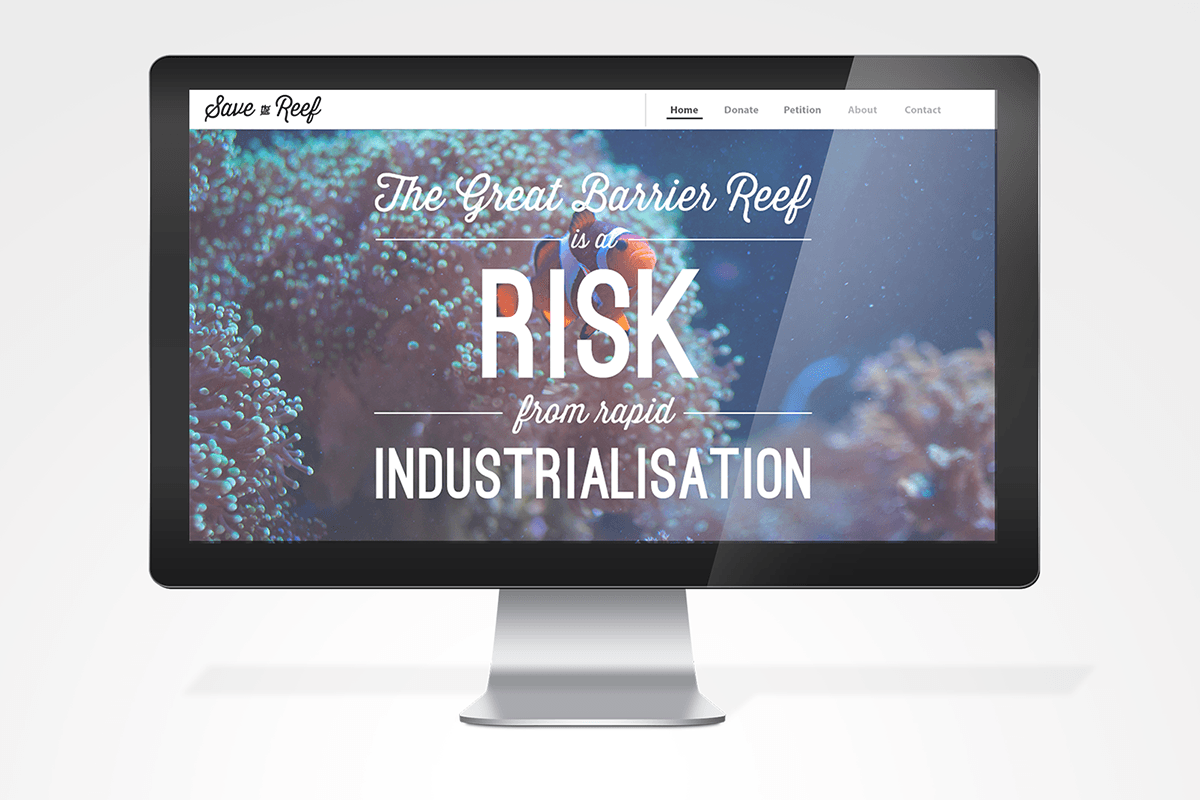 Save the Reef
Home Donate Petition About Contact
The Great Barrier Reef
is at
RISK
from rapid
INDUSTRIALISATION